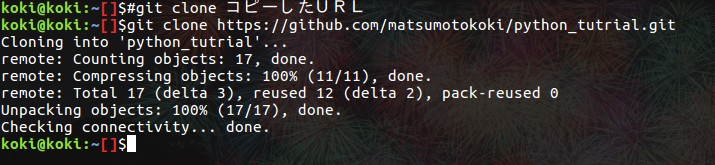 koki@koki:~[]$#git clone コピーしたＵＲＬ
koki@koki:~[]$git clone https://github.com/matsumotokoki/python_tutrial.git
Cloning into 'python_tutrial'...
remote: Counting objects: 17, done.
remote: Compressing objects: 100% (11/11), done.
remote: Total 17 (delta 3), reused 12 (delta 2), pack-reused 0
Unpacking objects: 100% (17/17), done.
Checking connectivity... done.
koki@koki:~[]$